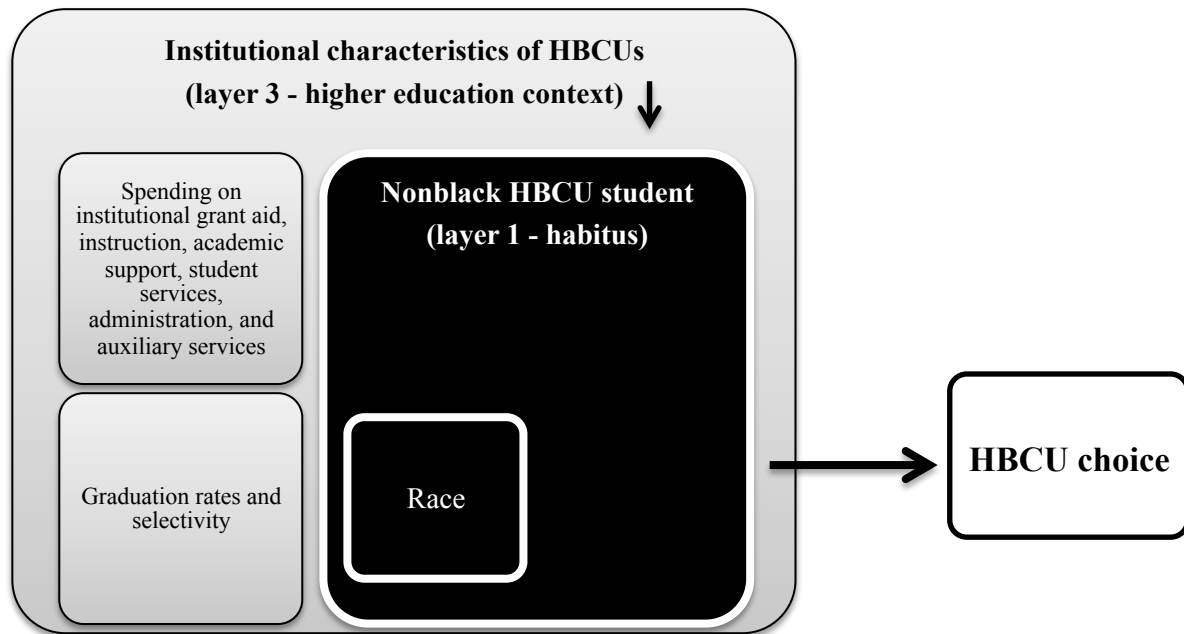 Institutional characteristics of HBCUs
(layer 3 - higher education context)
Spending on
institutional grant aid,
instruction, academic
support, student
services,
administration, and
auxiliary services
Nonblack HBCU student
(layer 1 - habitus)
Graduation rates and
selectivity
Race
HBCU choice